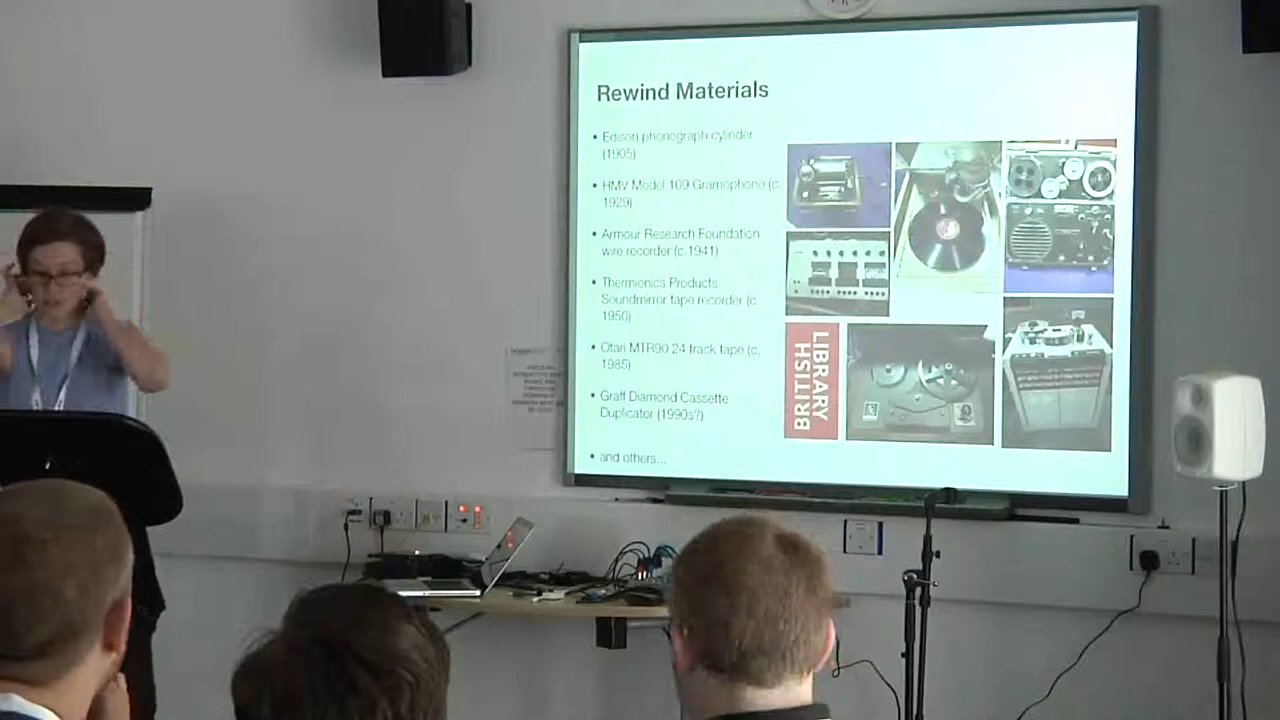 Rewind Materials
• Edison phonograph cylinder
(1905)
• HMV Model 109 Gramophone (c.
1929)
• Armour Research Foundation
wire recorder (c.1941)
• Thermionics Products
Soundmirror tape recorder (c.
1950)
• Otari MTR90 24 track tape (c.
1985)
• Graff Diamond Cassette
Duplicator (1990s?)
• and others...
BRITISH
LIBRARY